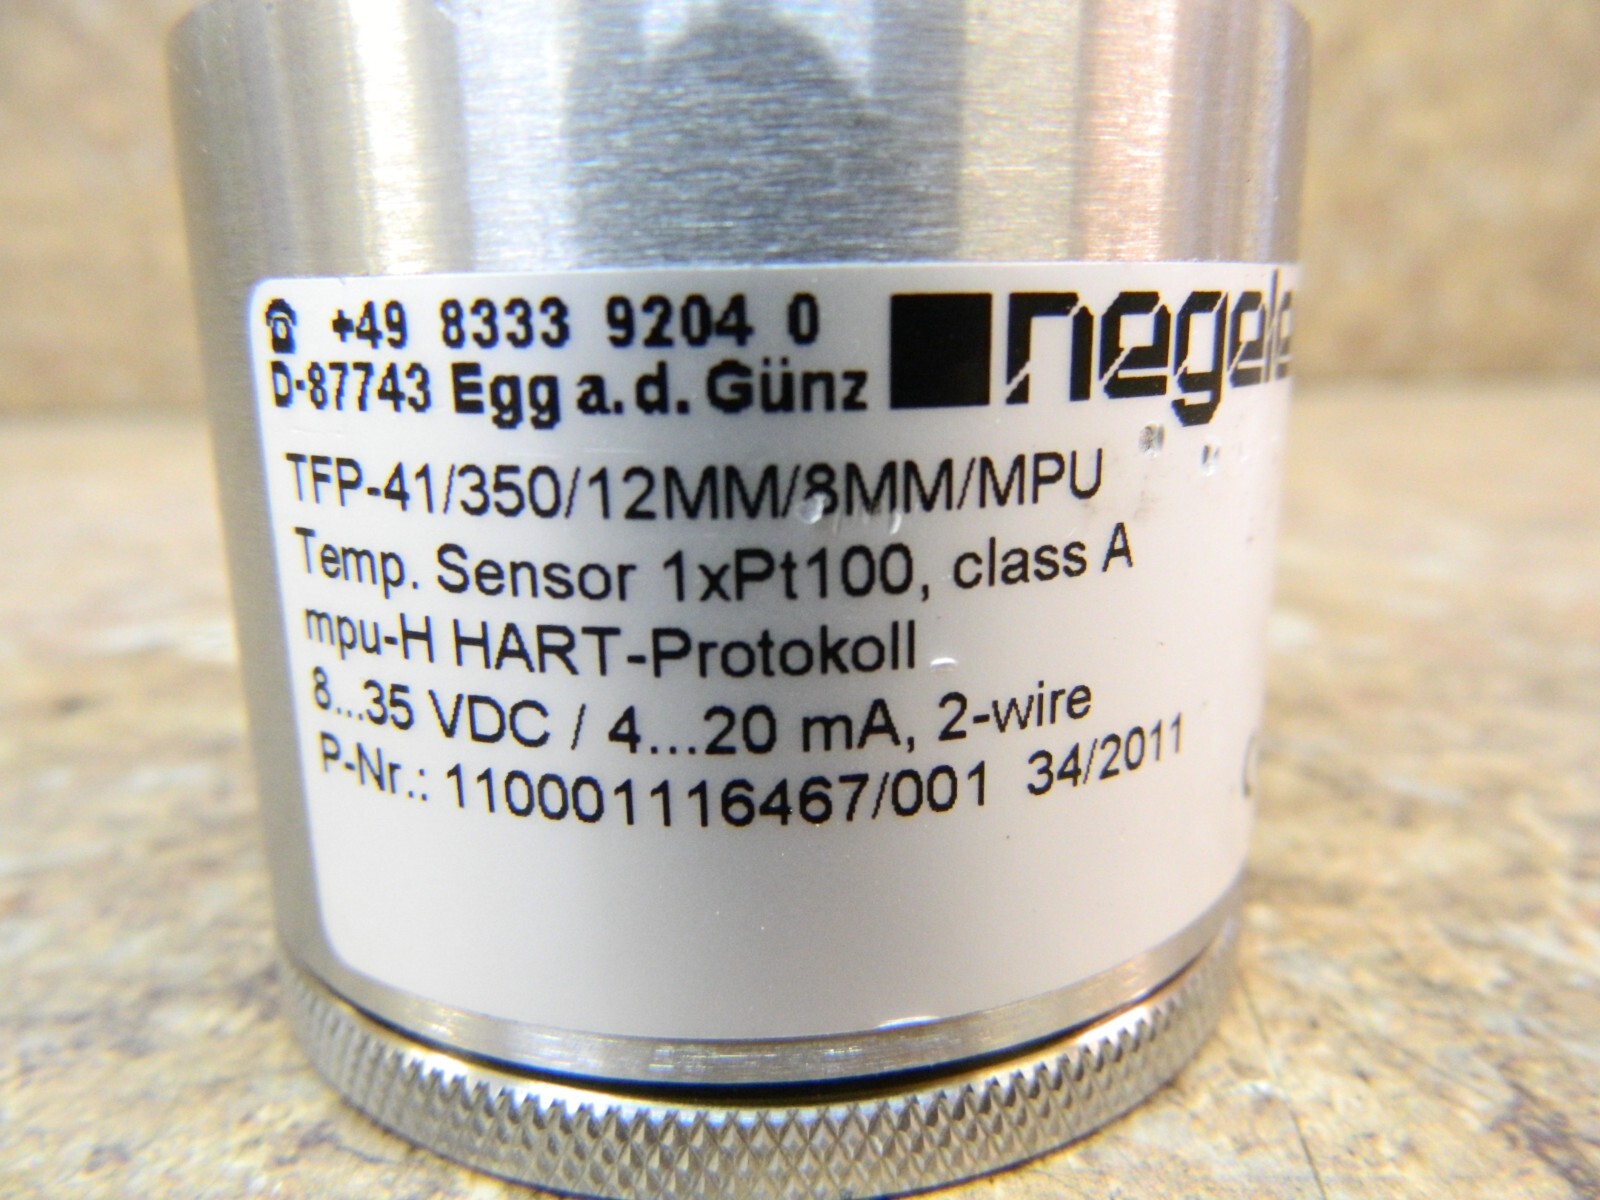 +49 8333 9204 0
D-87743 Egg a.d. Günz
negele
TFP-41/350/12MM/8MM/MPU
Temp. Sensor 1xPt100, class A
mpu-H HART-Protokoll
8...35 VDC / 4...20 mA, 2-wire
P-Nr.: 110001116467/001 34/2011